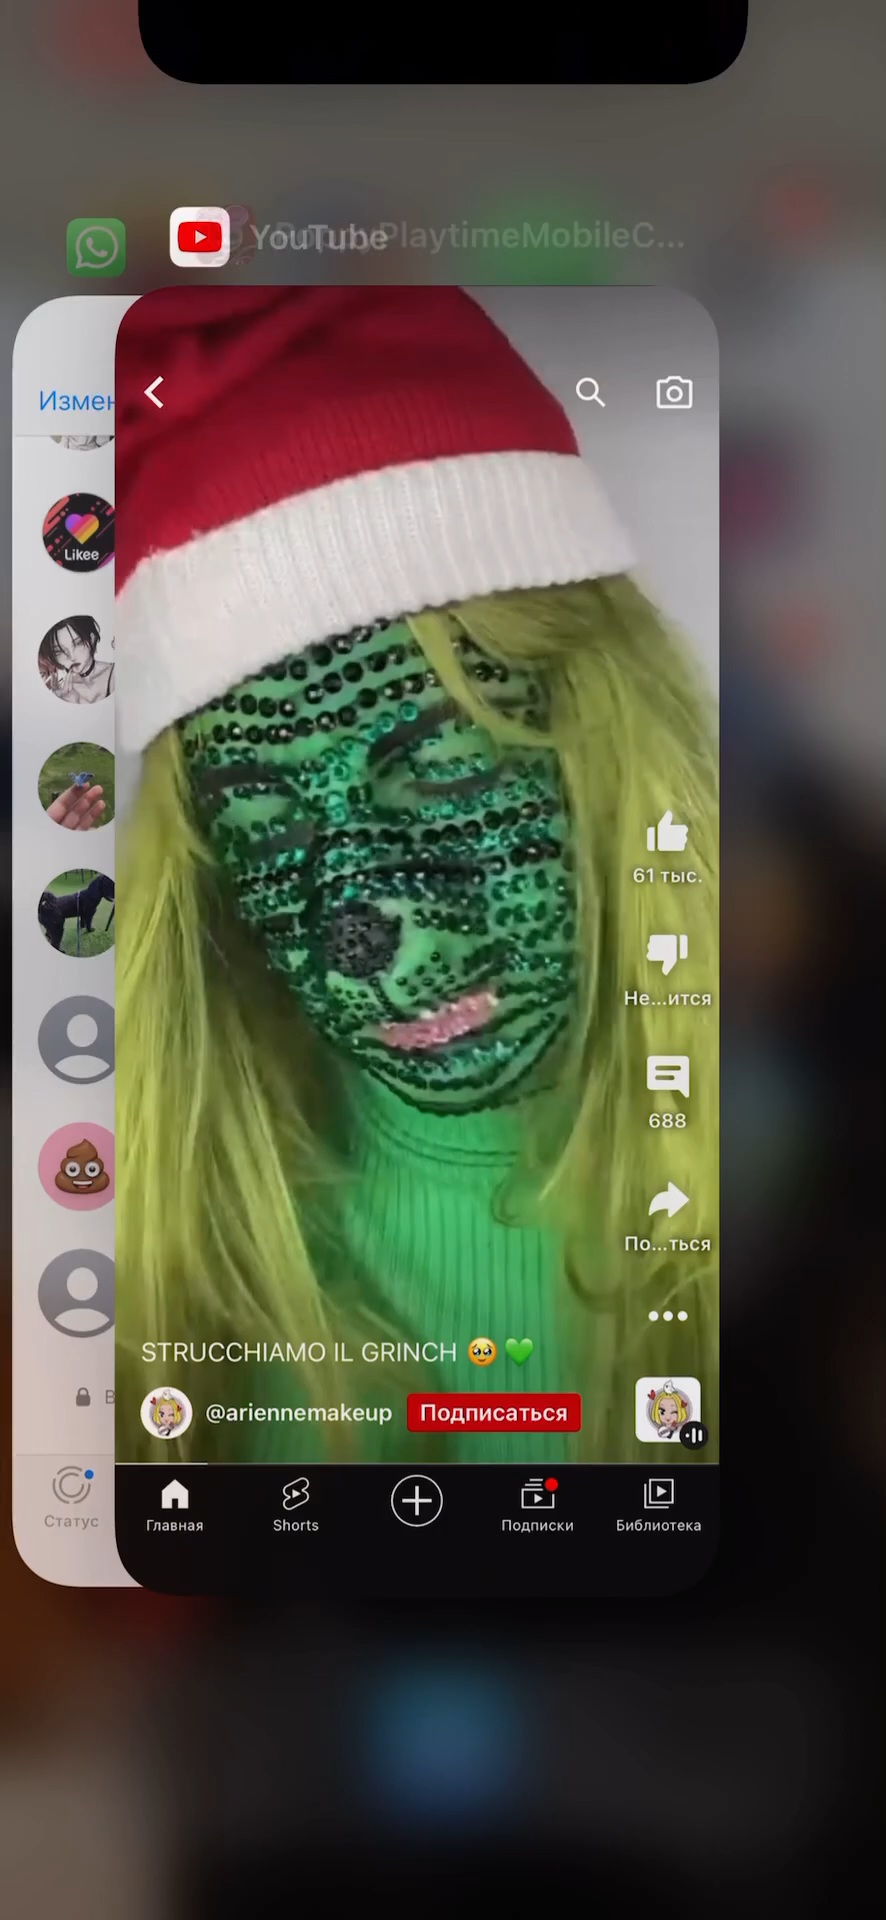 YouTube
PlaytimeMobileC...
Измен
Likee
61 тыс.
Не...ится
688
По...ться
STRUCCHIAMO IL GRINCH 🥹 💚
@ariennemakeup
Подписаться
Статус
Главная
Shorts
Подписки
Библиотека